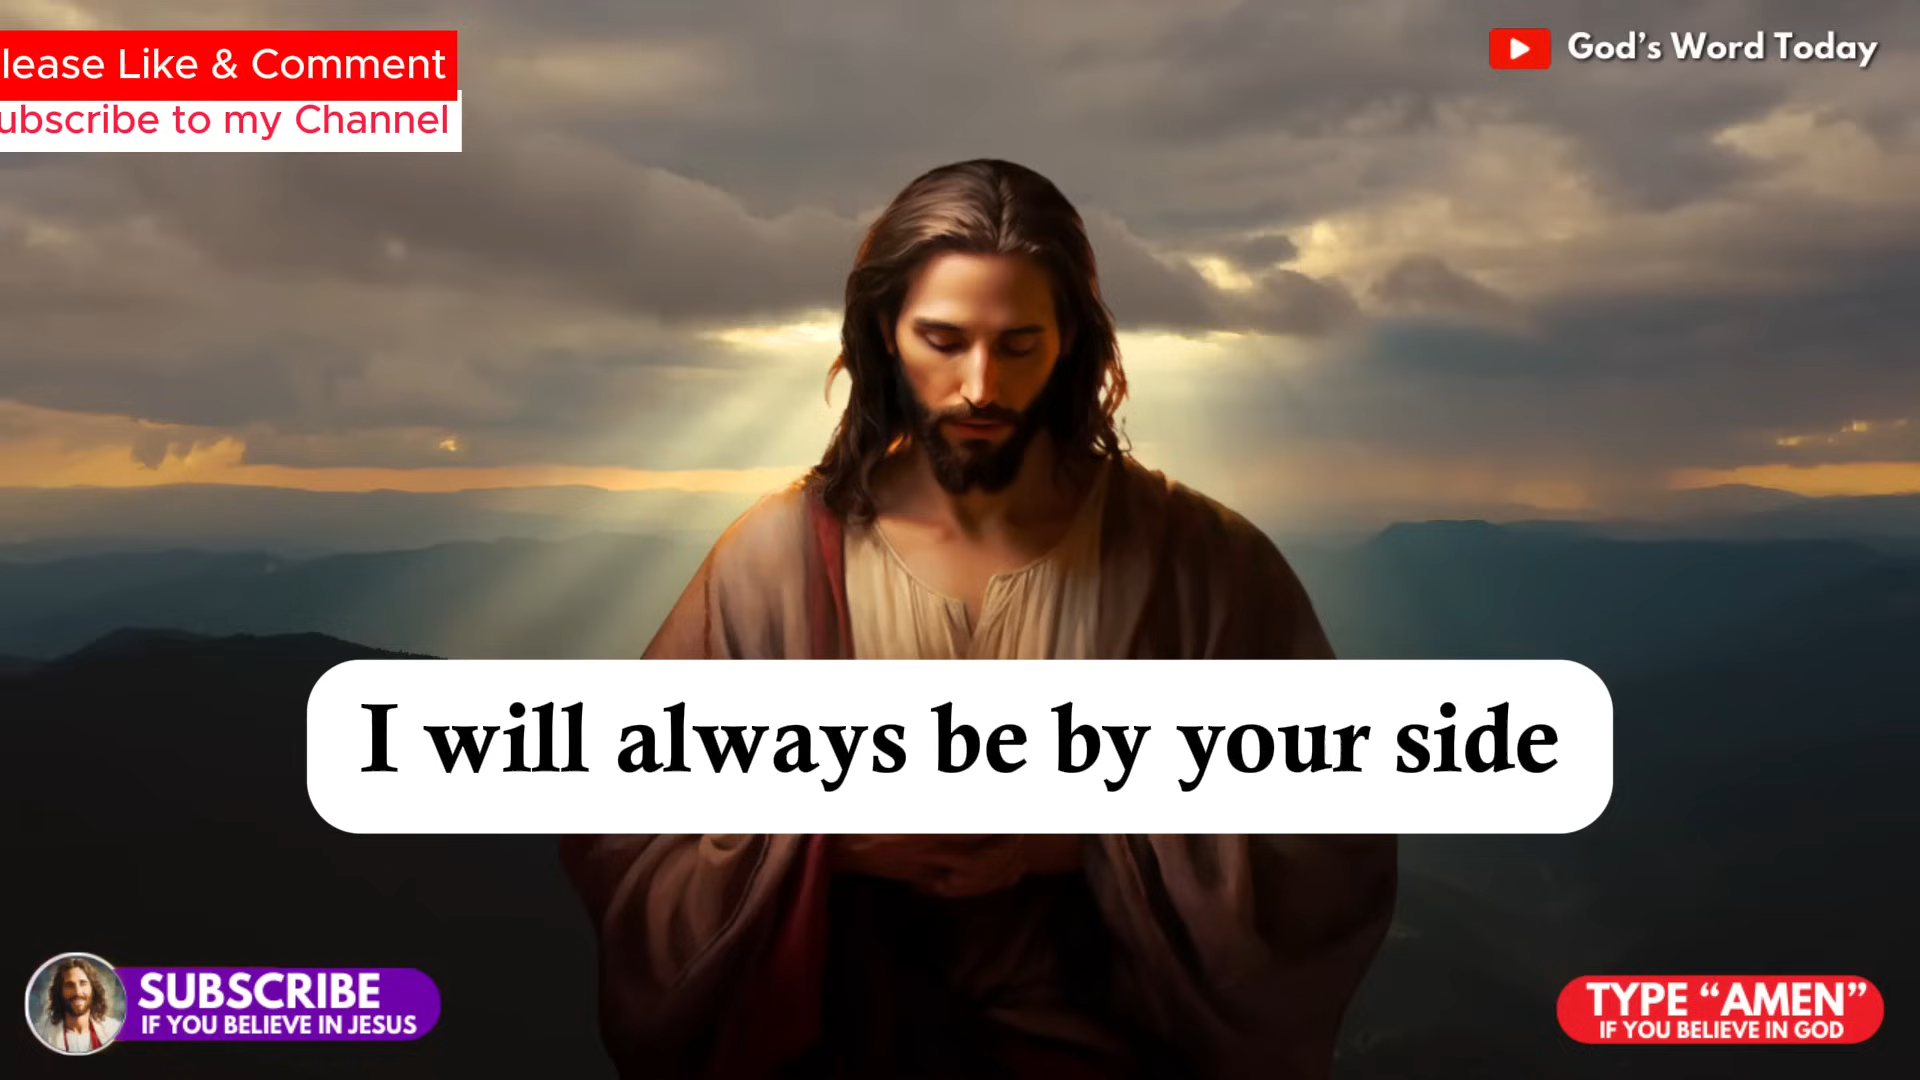 lease Like & Comment
ubscribe to my Channel
God's Word Today
I will always be by your side
SUBSCRIBE
IF YOU BELIEVE IN JESUS
TYPE “AMEN”
IF YOU BELIEVE IN GOD